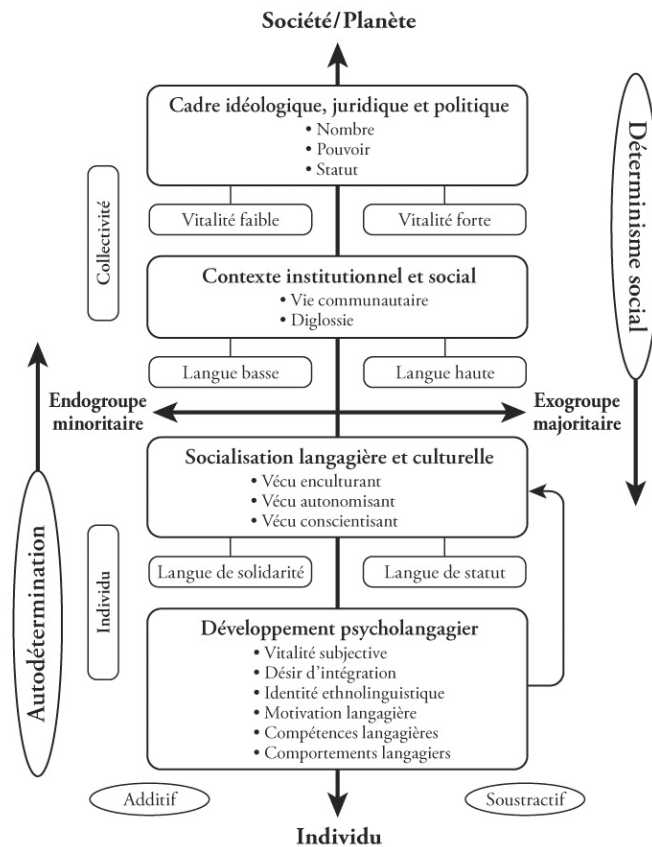 Société/Planète
Cadre idéologique, juridique et politique
• Nombre
• Pouvoir
• Statut
Déterminisme social
Collectivité
Vitalité faible
Vitalité forte
Contexte institutionnel et social
• Vie communautaire
• Diglossie
Langue basse
Langue haute
Endogroupe
minoritaire
Exogroupe
majoritaire
Socialisation langagière et culturelle
• Vécu enculturant
• Vécu autonomisant
• Vécu conscientisant
Autodétermination
Individu
Langue de solidarité
Langue de statut
Développement psycholangagier
• Vitalité subjective
• Désir d’intégration
• Identité ethnolinguistique
• Motivation langagière
• Compétences langagières
• Comportements langagiers
Additif
Soustractif
Individu